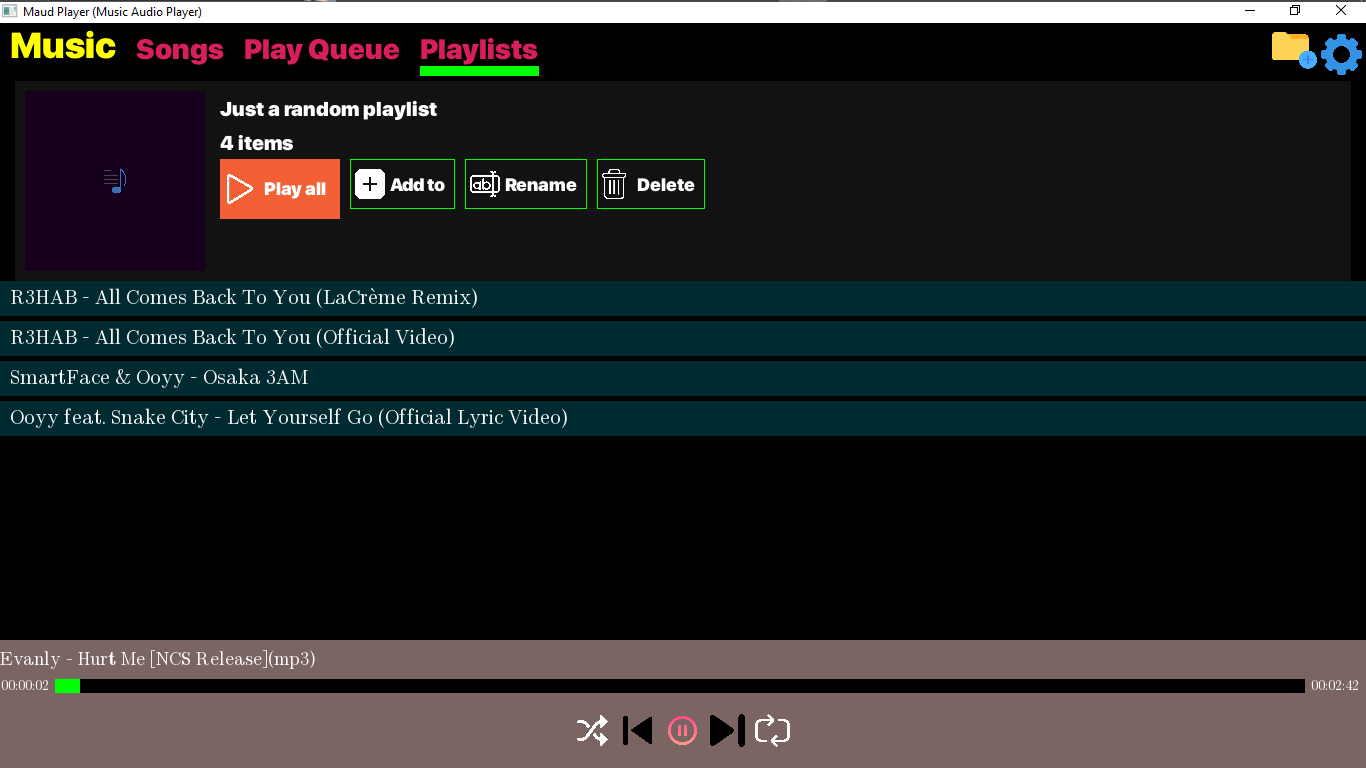 Maud Player (Music Audio Player)
Music Songs Play Queue Playlists
Just a random playlist
4 items
Play all Add to Rename Delete
R3HAB - All Comes Back To You (LaCrème Remix)
R3HAB - All Comes Back To You (Official Video)
SmartFace & Ooyy - Osaka 3AM
Ooyy feat. Snake City - Let Yourself Go (Official Lyric Video)
Evanly - Hurt Me [NCS Release](mp3)
00:00:02 00:02:42